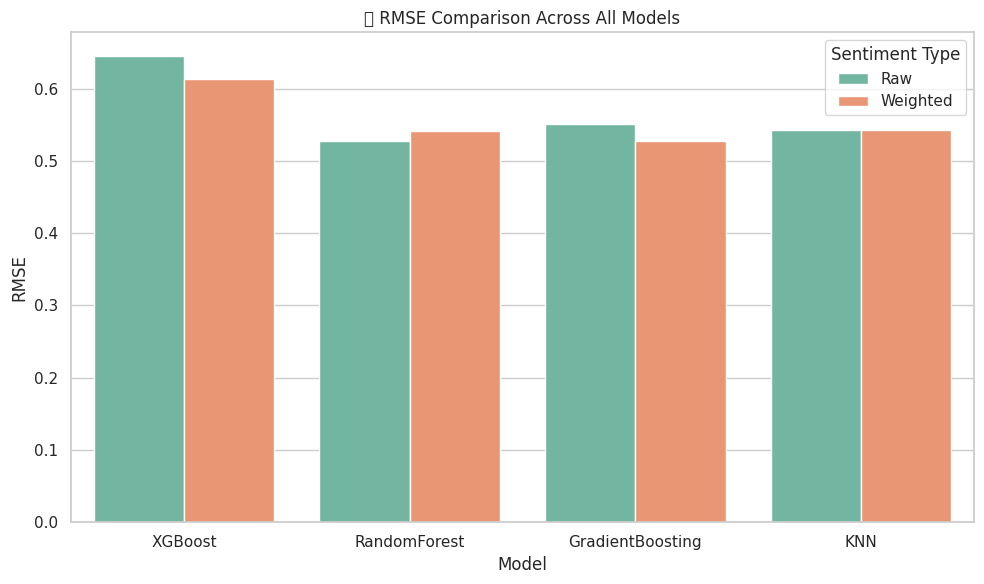 RMSE Comparison Across All Models
Sentiment Type
Raw
Weighted
RMSE
0.6
0.5
0.4
0.3
0.2
0.1
0.0
XGBoost RandomForest GradientBoosting KNN
Model